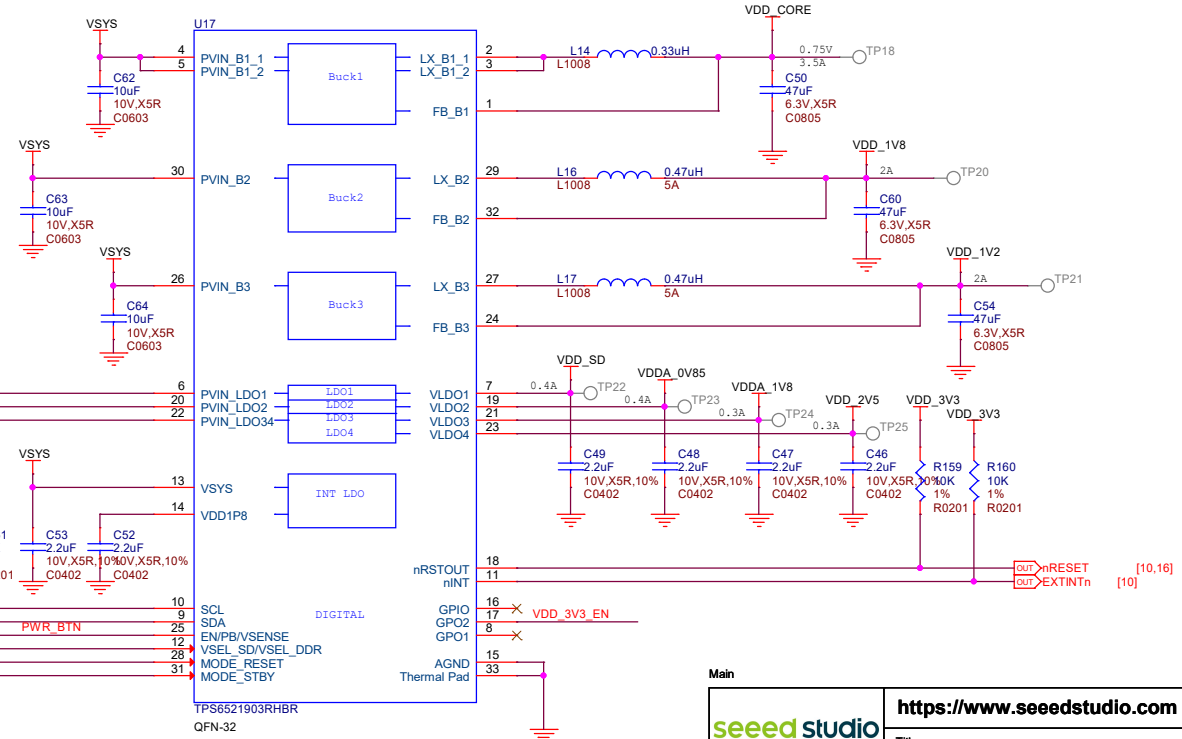 VDD_CORE
VSYS
U17
4 PVIN_B1_1
5 PVIN_B1_2
Buck1
LX_B1_1 2
LX_B1_2 3
L14 0.33uH
L1008
0.75V
3.5A
TP18
C62
10uF
10V,X5R
C0603
FB_B1 1
C50
47uF
6.3V,X5R
C0805
VSYS
VDD_1V8
30 PVIN_B2
Buck2
LX_B2 29
L16 0.47uH
L1008 5A
2A
TP20
C63
10uF
10V,X5R
C0603
FB_B2 32
C60
47uF
6.3V,X5R
C0805
VSYS
VDD_1V2
26 PVIN_B3
Buck3
LX_B3 27
L17 0.47uH
L1008 5A
2A
TP21
C64
10uF
10V,X5R
C0603
FB_B3 24
C54
47uF
6.3V,X5R
C0805
VDD_SD
VDDA_0V85
VDDA_1V8
VDD_2V5
VDD_3V3
VDD_3V3
6 PVIN_LDO1
20 PVIN_LDO2
22 PVIN_LDO34
LDO1
LDO2
LDO3
LDO4
VLDO1 7
VLDO2 19
VLDO3 21
VLDO4 23
0.4A TP22
0.4A TP23
0.3A TP24
0.3A TP25
C49
2.2uF
10V,X5R,10%
C0402
C48
2.2uF
10V,X5R,10%
C0402
C47
2.2uF
10V,X5R,10%
C0402
C46
2.2uF
10V,X5R,10%
C0402
R159
10K
1%
R0201
R160
10K
1%
R0201
VSYS
13 VSYS
14 VDD1P8
INT LDO
1
01
C53
2.2uF
10V,X5R,10%
C0402
C52
2.2uF
10V,X5R,10%
C0402
nRSTOUT 18
nINT 11
OUT nRESET [10,16]
OUT EXTINTn [10]
10 SCL
9 SDA
PWR_BTN 25 EN/PB/VSENSE
12 VSEL_SD/VSEL_DDR
28 MODE_RESET
31 MODE_STBY
DIGITAL
GPIO 16
GPO2 17 VDD_3V3_EN
GPO1 8
AGND 15
Thermal Pad 33
TPS6521903RHBR
QFN-32
Main
seeed studio
https://www.seeedstudio.com